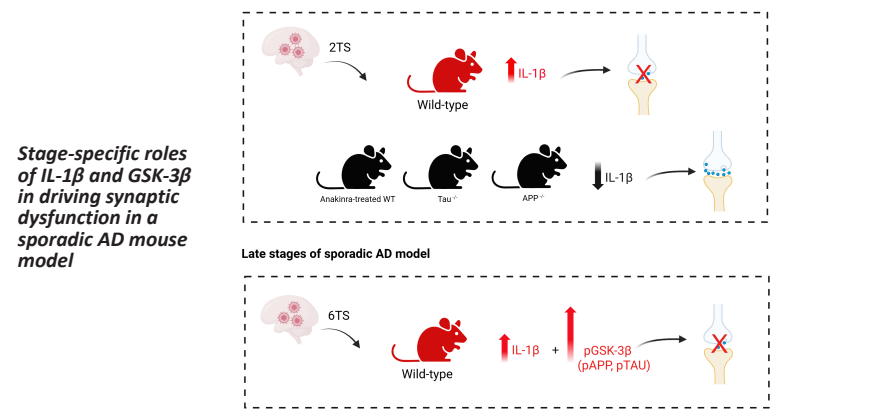 Stage-specific roles
of IL-1β and GSK-3β
in driving synaptic
dysfunction in a
sporadic AD mouse
model
2TS
Wild-type
IL-1β
X
Anakinra-treated WT
Tau-/-
APP-/-
IL-1β
Late stages of sporadic AD model
6TS
Wild-type
IL-1β
+
pGSK-3β
(pAPP, pTAU)
X